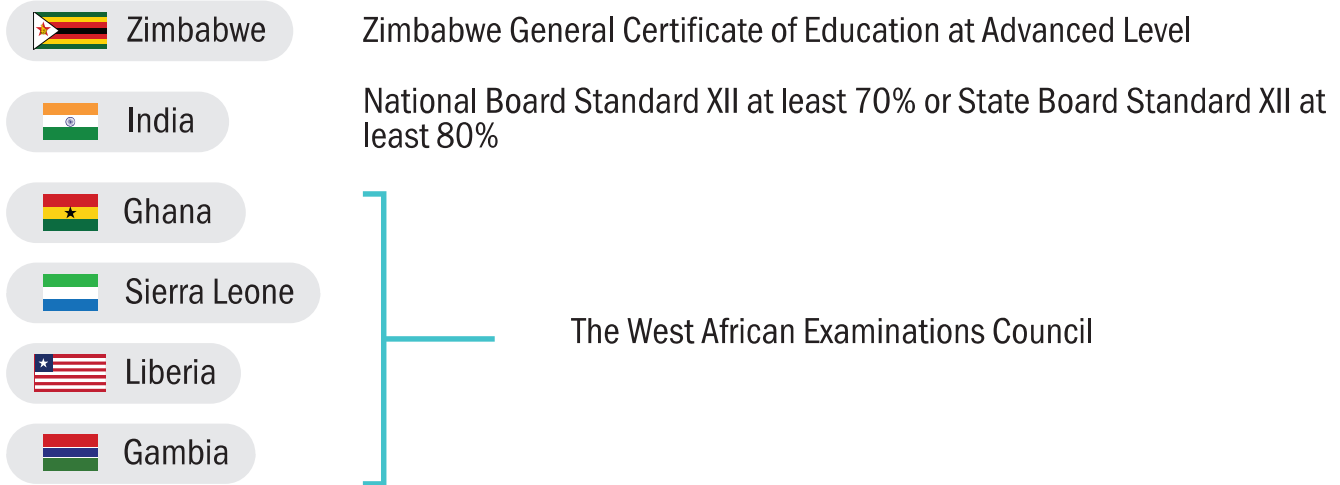 Zimbabwe
Zimbabwe General Certificate of Education at Advanced Level
India
National Board Standard XII at least 70% or State Board Standard XII at
least 80%
Ghana
Sierra Leone
Liberia
Gambia
The West African Examinations Council